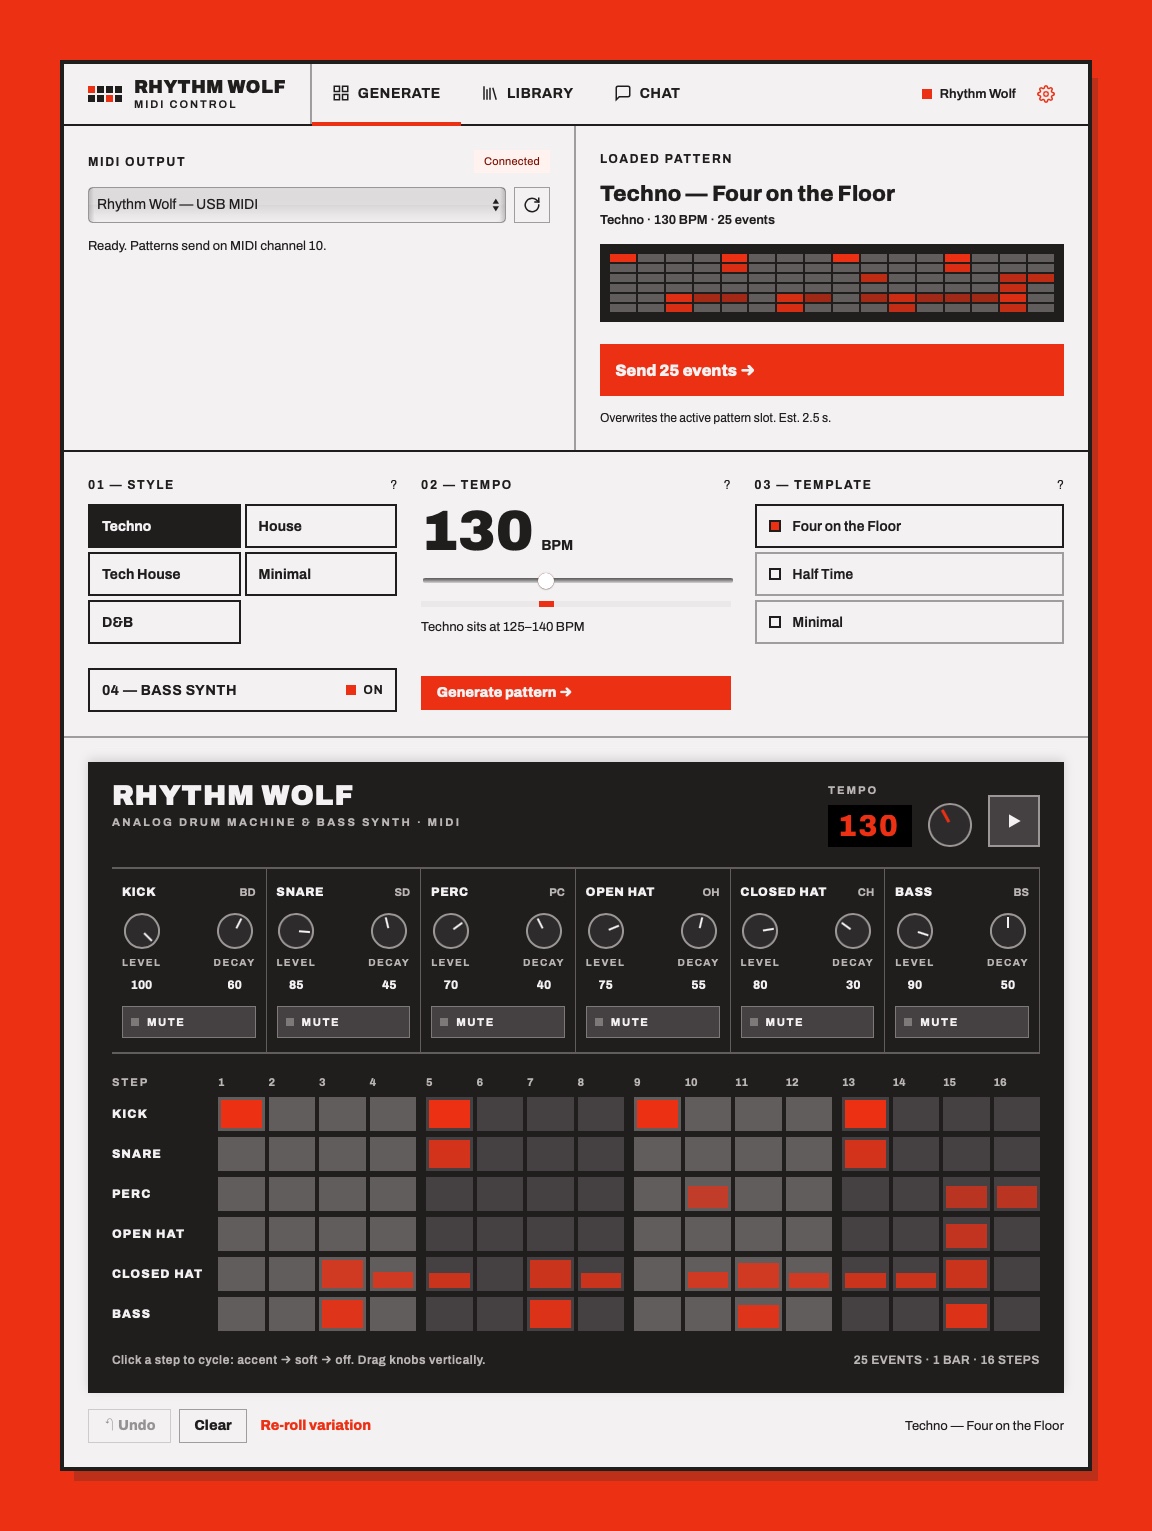 RHYTHM WOLF
MIDI CONTROL
GENERATE
LIBRARY
CHAT
Rhythm Wolf
MIDI OUTPUT
Connected
Rhythm Wolf — USB MIDI
Ready. Patterns send on MIDI channel 10.
LOADED PATTERN
Techno — Four on the Floor
Techno · 130 BPM · 25 events
Send 25 events →
Overwrites the active pattern slot. Est. 2.5 s.
01 — STYLE ?
Techno
House
Tech House
Minimal
D&B
02 — TEMPO ?
130 BPM
Techno sits at 125–140 BPM
03 — TEMPLATE ?
Four on the Floor
Half Time
Minimal
04 — BASS SYNTH ON
Generate pattern →
RHYTHM WOLF
ANALOG DRUM MACHINE & BASS SYNTH · MIDI
TEMPO
130
KICK BD
LEVEL DECAY
100 60
MUTE
SNARE SD
LEVEL DECAY
85 45
MUTE
PERC PC
LEVEL DECAY
70 40
MUTE
OPEN HAT OH
LEVEL DECAY
75 55
MUTE
CLOSED HAT CH
LEVEL DECAY
80 30
MUTE
BASS BS
LEVEL DECAY
90 50
MUTE
STEP 1 2 3 4 5 6 7 8 9 10 11 12 13 14 15 16
KICK
SNARE
PERC
OPEN HAT
CLOSED HAT
BASS
Click a step to cycle: accent → soft → off. Drag knobs vertically.
25 EVENTS · 1 BAR · 16 STEPS
Undo
Clear
Re-roll variation
Techno — Four on the Floor